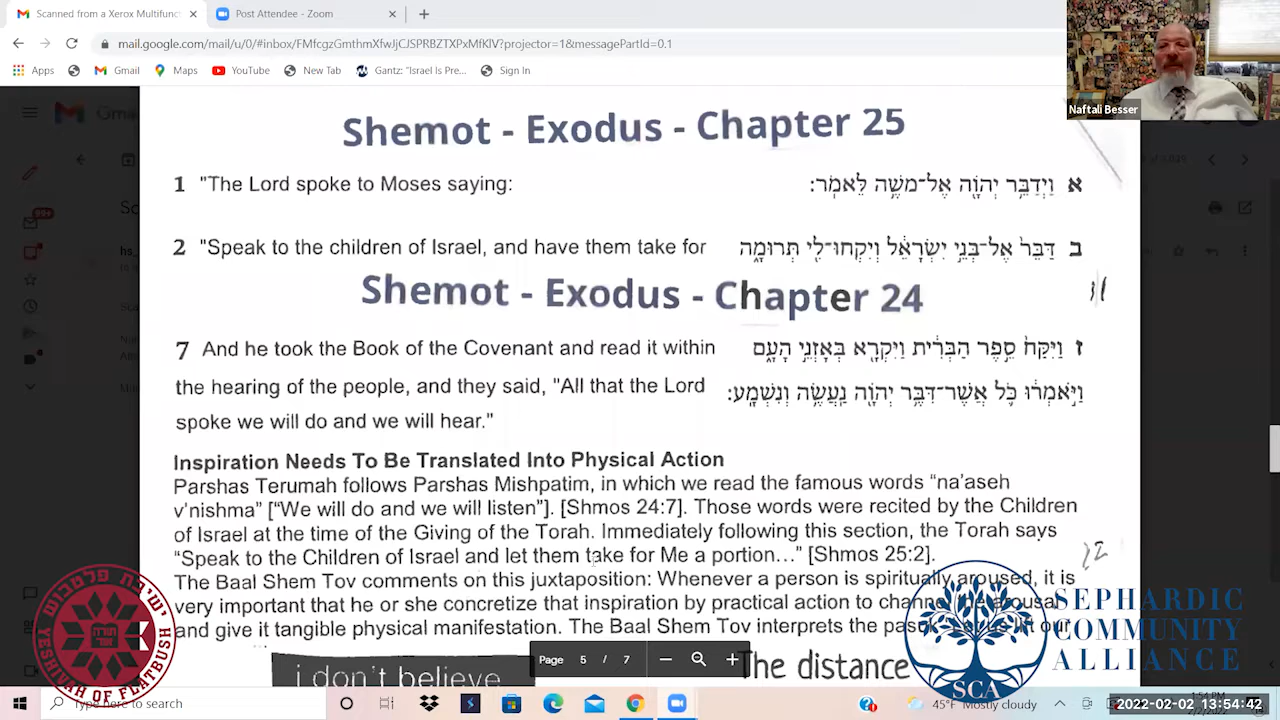 Scanned from a Xerox Multifunc
Post Attendee - Zoom
mail.google.com/mail/u/0/#inbox/FMfcgzGmthmXfwJjCJSPRBZTXPxMfKlV?projector=1&messagePartId=0.1
Apps
Gmail
Maps
YouTube
New Tab
Gantz: "Israel Is Pre...
Sign In
Naftali Besser
Shemot - Exodus - Chapter 25
1 "The Lord spoke to Moses saying:
א וַיְדַבֵּ֥ר יְהֹוָ֖ה אֶל־משֶׁ֥ה לֵּאמֹֽר:
2 "Speak to the children of Israel, and have them take for
ב דַּבֵּר֙ אֶל־בְּנֵ֣י יִשְׂרָאֵ֔ל וְיִקְחוּ־לִ֖י תְּרוּמָ֑ה
Shemot - Exodus - Chapter 24
7 And he took the Book of the Covenant and read it within
ז וַיִּקַּח֙ סֵ֣פֶר הַבְּרִ֔ית וַיִּקְרָ֖א בְּאָזְנֵ֣י הָעָ֑ם
the hearing of the people, and they said, "All that the Lord
וַיֹּ֣אמְר֔וּ כֹּ֛ל אֲשֶׁר־דִּבֶּ֥ר יְהֹוָ֖ה נַֽעֲשֶׂ֥ה וְנִשְׁמָֽע:
spoke we will do and we will hear."
Inspiration Needs To Be Translated Into Physical Action
Parshas Terumah follows Parshas Mishpatim, in which we read the famous words “na’aseh
v’nishma” [“We will do and we will listen”]. [Shmos 24:7]. Those words were recited by the Children
of Israel at the time of the Giving of the Torah. Immediately following this section, the Torah says
“Speak to the Children of Israel and let them take for Me a portion…” [Shmos 25:2].
The Baal Shem Tov comments on this juxtaposition: Whenever a person is spiritually aroused, it is
very important that he or she concretize that inspiration by practical action to channel the arousal
and give it tangible physical manifestation. The Baal Shem Tov interprets the
i don't believe
Page 5 / 7
The distance
ישיבה פלטבוש
YESHIVAH OF FLATBUSH
SCA
SEPHARDIC
COMMUNITY
ALLIANCE
99+
Type here to search
45°F Mostly cloudy
2022-02-02 13:54:42